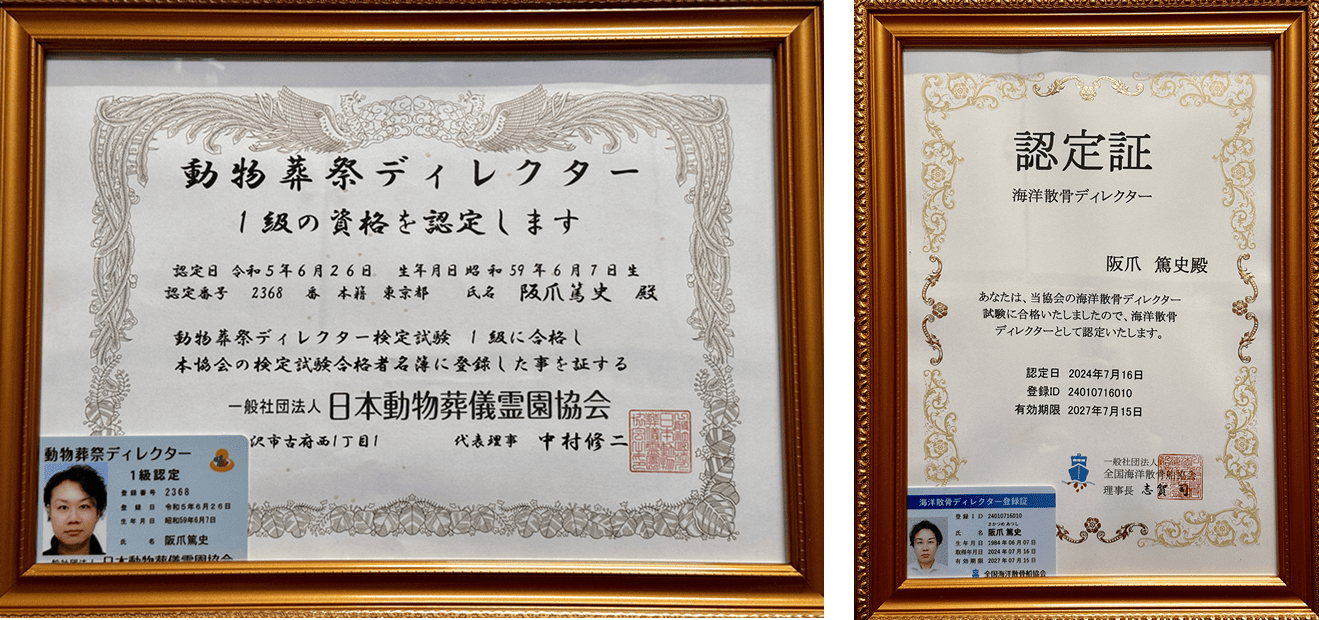 動物葬祭ディレクター
1級の資格を認定します
認定日 令和5年6月26日 生年月日 昭和59年6月7日生
認定番号 2368 番 本籍 東京都 氏名 阪爪篤史 殿
動物葬祭ディレクター検定試験 1級に合格し
本協会の検定試験合格者名簿に登録した事を証する
一般社団法人 日本動物葬儀霊園協会
沢市古府西1丁目1 代表理事 中村修二
動物葬祭ディレクター
1級認定
登録番号 2368
登録日 令和5年6月26日
生年月日 昭和59年6月7日
氏名 阪爪篤史
一般社団法人 日本動物葬儀霊園協会
認定証
海洋散骨ディレクター
阪爪 篤史殿
あなたは、当協会の海洋散骨ディレクター
試験に合格いたしましたので、海洋散骨
ディレクターとして認定いたします。
認定日 2024年7月16日
登録ID 24010716010
有効期限 2027年7月15日
一般社団法人
全国海洋散骨船協会
理事長 志賀 司
海洋散骨ディレクター登録証
登録ID 24010716010
さかつめ あつし
氏名 阪爪 篤史
生年月日 1984年06月07日
取得年月日 2024年07月16日
有効期限 2027年07月15日
全国海洋散骨船協会